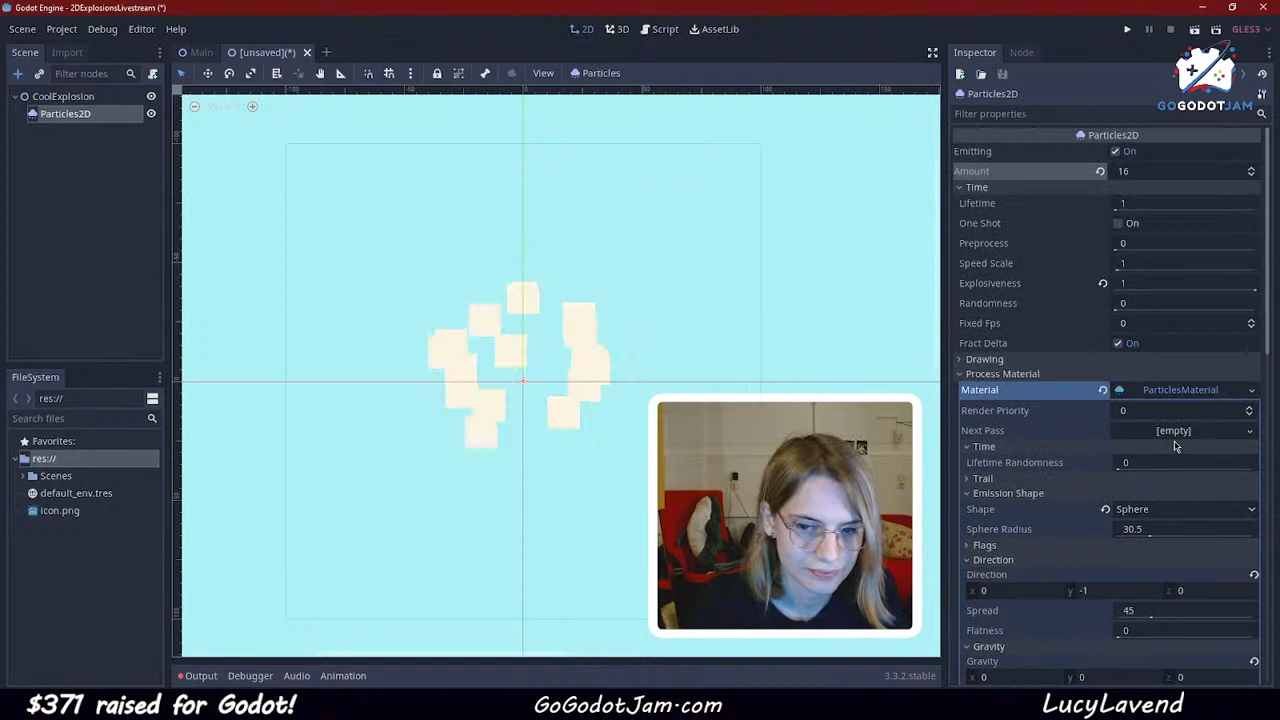 Godot Engine - 2DExplosionsLivestream (*)
Scene Project Debug Editor Help
2D 3D Script AssetLib
GLES3
Scene Import
Main [unsaved](*)
Inspector Node
Filter nodes
View Particles
GOGODOTJAM
CoolExplosion
Particles2D
Particles2D
Filter properties
Particles2D
Emitting On
Amount 16
Time
Lifetime 1
One Shot On
Preprocess 0
Speed Scale 1
Explosiveness 1
Randomness 0
Fixed Fps 0
Fract Delta On
Drawing
Process Material
Material ParticlesMaterial
Render Priority 0
Next Pass [empty]
Time
Lifetime Randomness 0
Trail
Emission Shape
Shape Sphere
Sphere Radius 30.5
Flags
Direction
Direction
x 0 y -1 z 0
Spread 45
Flatness 0
Gravity
Gravity
x 0 y 0 z 0
FileSystem
res://
Search files
Favorites:
res://
Scenes
default_env.tres
icon.png
Output Debugger Audio Animation
3.3.2.stable
$371 raised for Godot!
GoGodotJam.com
LucyLavend